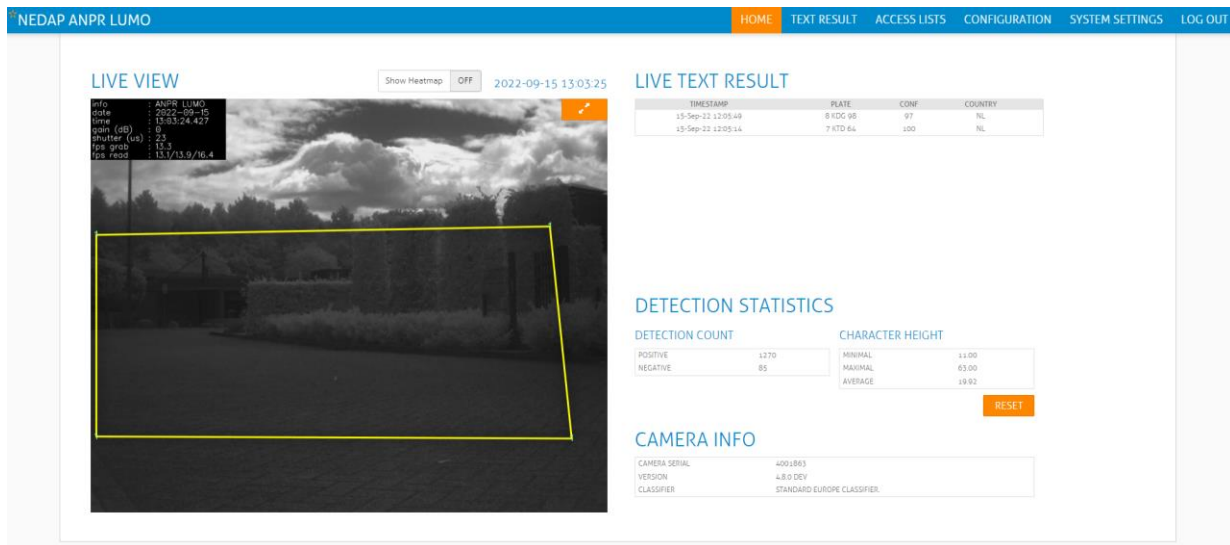 NEDAP ANPR LUMO HOME TEXT RESULT ACCESS LISTS CONFIGURATION SYSTEM SETTINGS LOG OUT
LIVE VIEW Show Heatmap OFF 2022-09-15 13:03:25
info : ANPR LUMO
date : 2022-09-15
time : 13:03:24.427
gain (dB) : 0
shutter (us) : 23
fps grab : 13.3
fps read : 13.1/13.9/16.4
LIVE TEXT RESULT
TIMESTAMP PLATE CONF COUNTRY
15-Sep-22 12:05:49 8 KDG 98 97 NL
15-Sep-22 12:05:14 7 KTD 64 100 NL
DETECTION STATISTICS
DETECTION COUNT
POSITIVE 1270
NEGATIVE 85
CHARACTER HEIGHT
MINIMAL 11.00
MAXIMAL 63.00
AVERAGE 19.92
RESET
CAMERA INFO
CAMERA SERIAL 4001863
VERSION 4.8.0 DEV
CLASSIFIER STANDARD EUROPE CLASSIFIER.